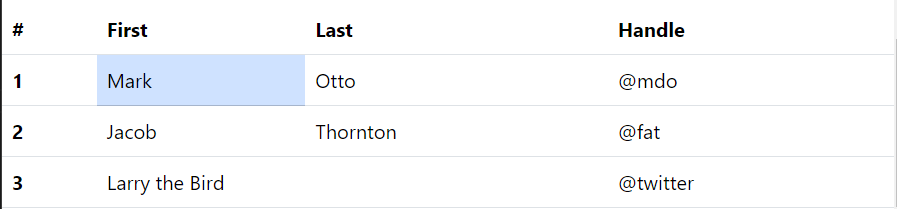 # First Last Handle
1 Mark Otto @mdo
2 Jacob Thornton @fat
3 Larry the Bird @twitter